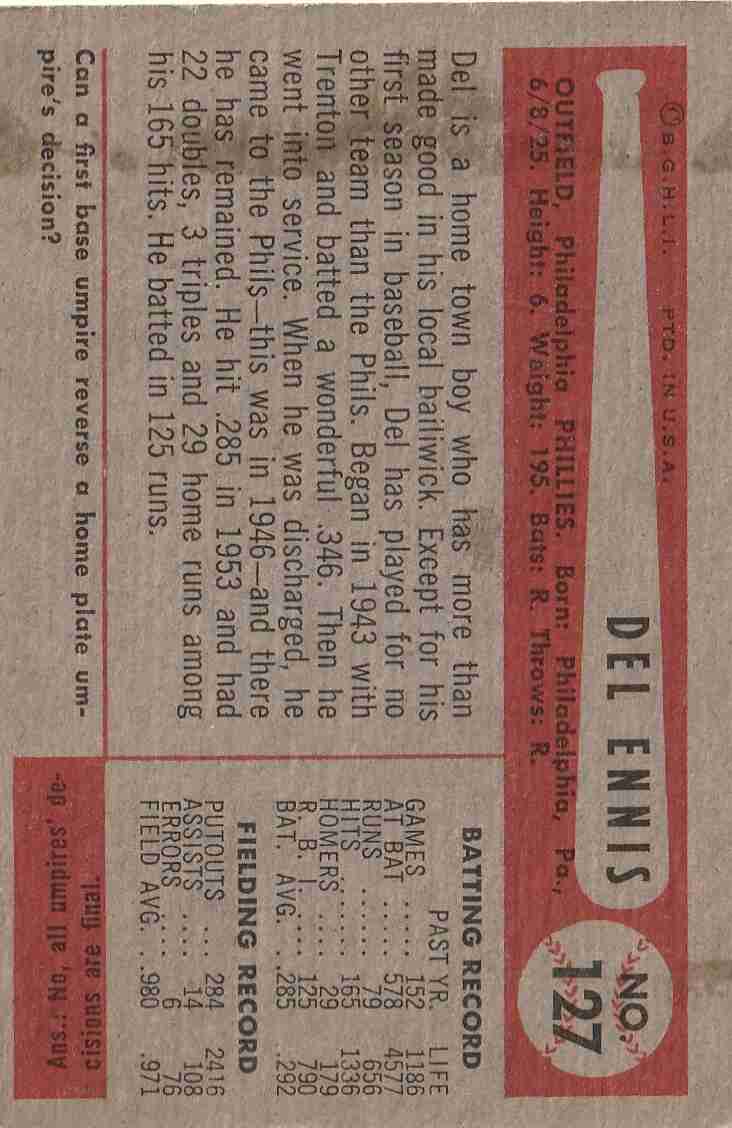 © B.G.H.L.I. PTD. IN U.S.A.
DEL ENNIS
NO.
127
OUTFIELD, Philadelphia PHILLIES. Born: Philadelphia, Pa.,
6/8/25. Height: 6. Weight: 195. Bats: R. Throws: R.
Del is a home town boy who has more than
made good in his local bailiwick. Except for his
first season in baseball, Del has played for no
other team than the Phils. Began in 1943 with
Trenton and batted a wonderful .346. Then he
went into service. When he was discharged, he
came to the Phils—this was in 1946—and there
he has remained. He hit .285 in 1953 and had
22 doubles, 3 triples and 29 home runs among
his 165 hits. He batted in 125 runs.
BATTING RECORD
PAST YR. LIFE
GAMES ..... 152 1186
AT BAT ..... 578 4577
RUNS ...... 79 656
HITS ...... 165 1336
HOMERS .... 29 179
R. B. I. .... 125 790
BAT. AVG. . .285 .292
FIELDING RECORD
PUTOUTS ... 284 2416
ASSISTS .... 14 108
ERRORS .... 6 76
FIELD AVG. . .980 .971
Can a first base umpire reverse a home plate um-
pire's decision?
Ans.: No, all umpires' de-
cisions are final.